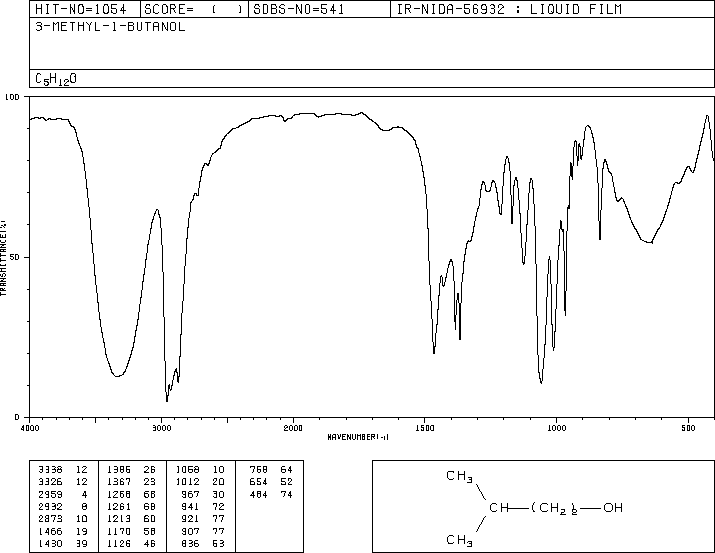 HIT-NO=1054 SCORE= ( ) SDBS-NO=541 IR-NIDA-56932 : LIQUID FILM
3-METHYL-1-BUTANOL
C5H12O
100
50
0
TRANSMITTANCE(%)
4000 3000 2000 1500 1000 500
WAVENUMBER(-1)
3338 12 1386 26 1058 10 768 64
3326 12 1367 23 1012 20 654 52
2959 4 1268 68 967 30 484 74
2932 8 1261 68 941 72
2873 10 1213 60 921 77
1466 19 1170 58 907 77
1430 39 1126 46 836 53
CH3
CH—(CH2)2—OH
CH3